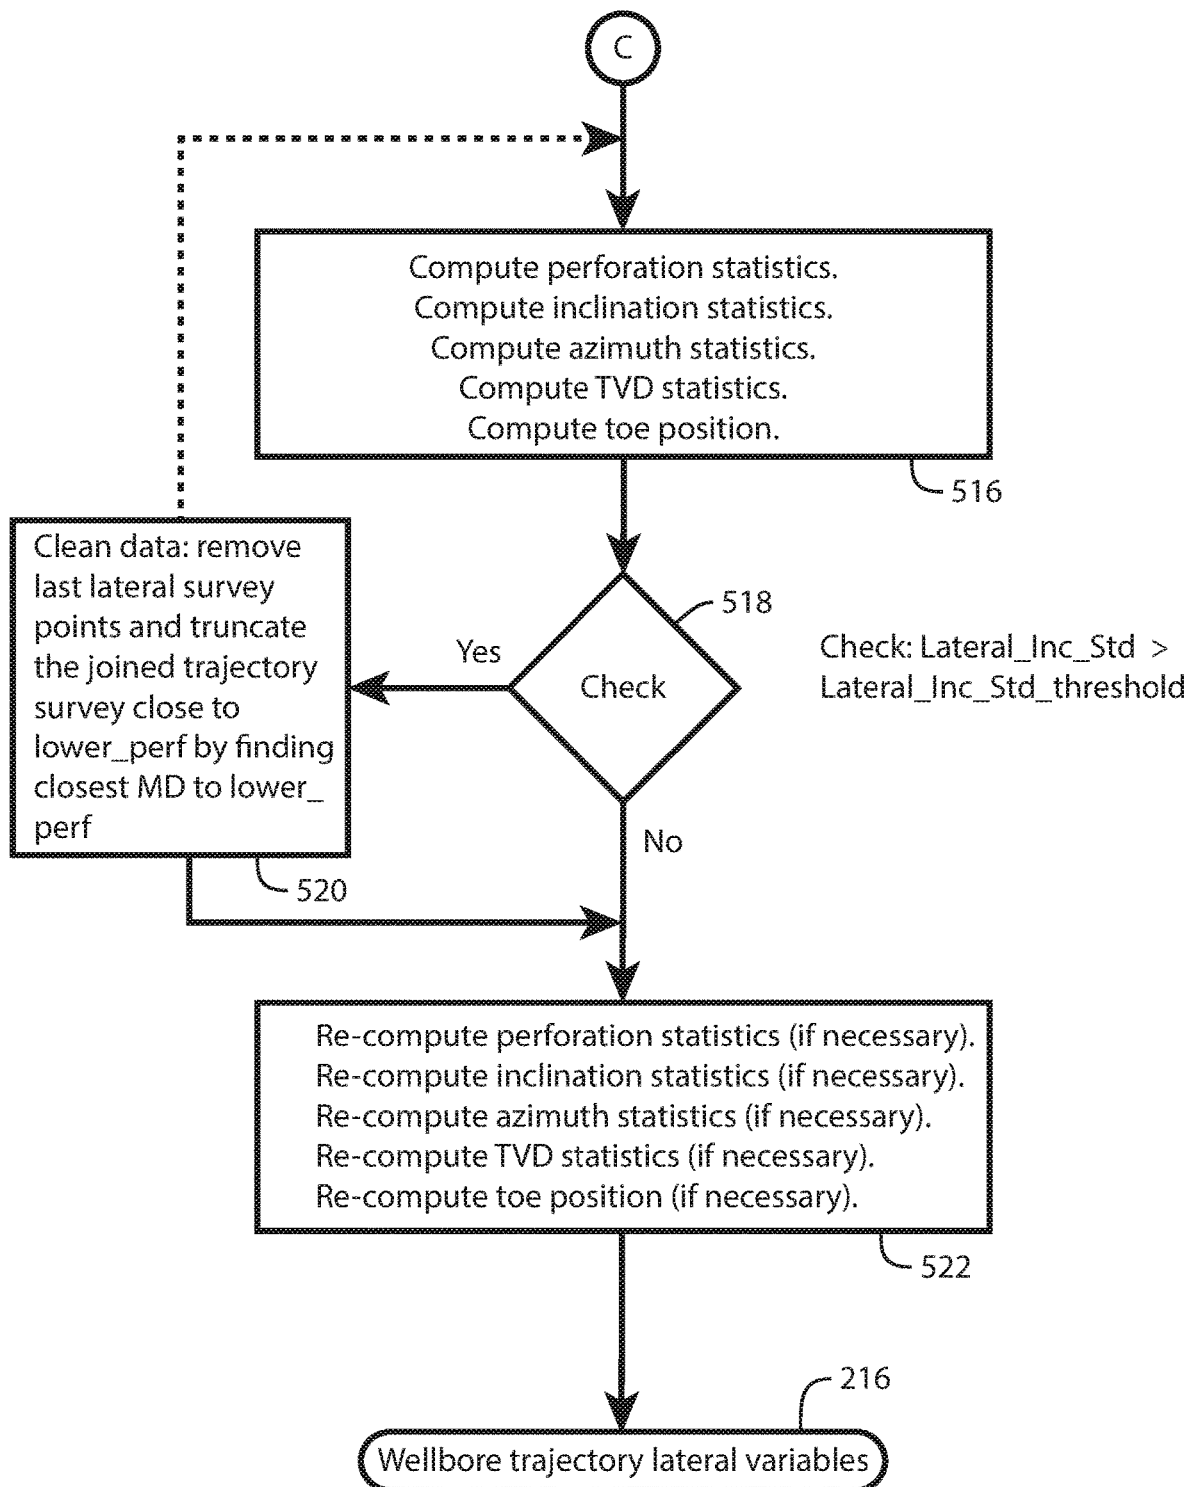 C
Compute perforation statistics.
Compute inclination statistics.
Compute azimuth statistics.
Compute TVD statistics.
Compute toe position.
516
Clean data: remove
last lateral survey
points and truncate
the joined trajectory
survey close to
lower_perf by finding
closest MD to lower_
perf
520
Yes
Check
518
Check: Lateral_Inc_Std >
Lateral_Inc_Std_threshold
No
Re-compute perforation statistics (if necessary).
Re-compute inclination statistics (if necessary).
Re-compute azimuth statistics (if necessary).
Re-compute TVD statistics (if necessary).
Re-compute toe position (if necessary).
522
216
Wellbore trajectory lateral variables